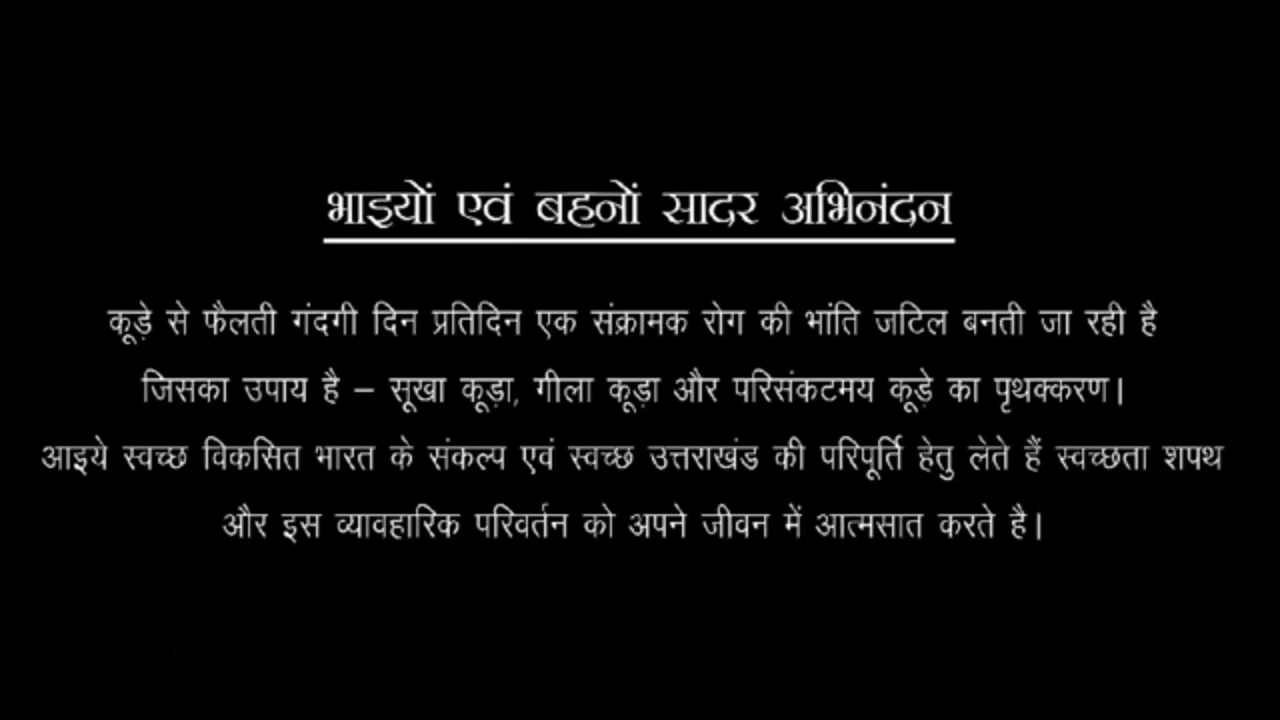 भाइयों एवं बहनों सादर अभिनंदन
कूड़े से फैलती गंदगी दिन प्रतिदिन एक संक्रामक रोग की भांति जटिल बनती जा रही है
जिसका उपाय है – सूखा कूड़ा, गीला कूड़ा और परिसंकटमय कूड़े का पृथक्करण।
आइये स्वच्छ विकसित भारत के संकल्प एवं स्वच्छ उत्तराखंड की परिपूर्ति हेतु लेते हैं स्वच्छता शपथ
और इस व्यावहारिक परिवर्तन को अपने जीवन में आत्मसात करते है।